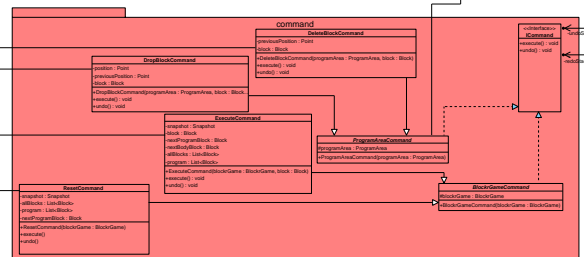 command
DeleteBlockCommand
-previousPosition : Point
-block : Block
+DeleteBlockCommand(programArea : ProgramArea, block : Block)
+execute() : void
+undo() : void
<<Interface>>
ICommand
+execute() : void
+undo() : void
-undoS
-redoSta
DropBlockCommand
-position : Point
-previousPosition : Point
-block : Block
+DropBlockCommand(programArea : ProgramArea, block : Block...
+execute() : void
+undo() : void
ExecuteCommand
-snapshot : Snapshot
-block : Block
-nextProgramBlock : Block
-nextBodyBlock : Block
-allBlocks : List<Block>
-program : List<Block>
+ExecuteCommand(blockrGame : BlockrGame, block : Block)
+execute() : void
+undo() : void
ProgramAreaCommand
#programArea : ProgramArea
+ProgramAreaCommand(programArea : ProgramArea)
ResetCommand
-snapshot : Snapshot
-allBlocks : List<Block>
-program : List<Block>
-nextProgramBlock : Block
+ResetCommand(blockrGame : BlockrGame)
+execute()
+undo()
BlockrGameCommand
#blockrGame : BlockrGame
+BlockrGameCommand(blockrGame : BlockrGame)